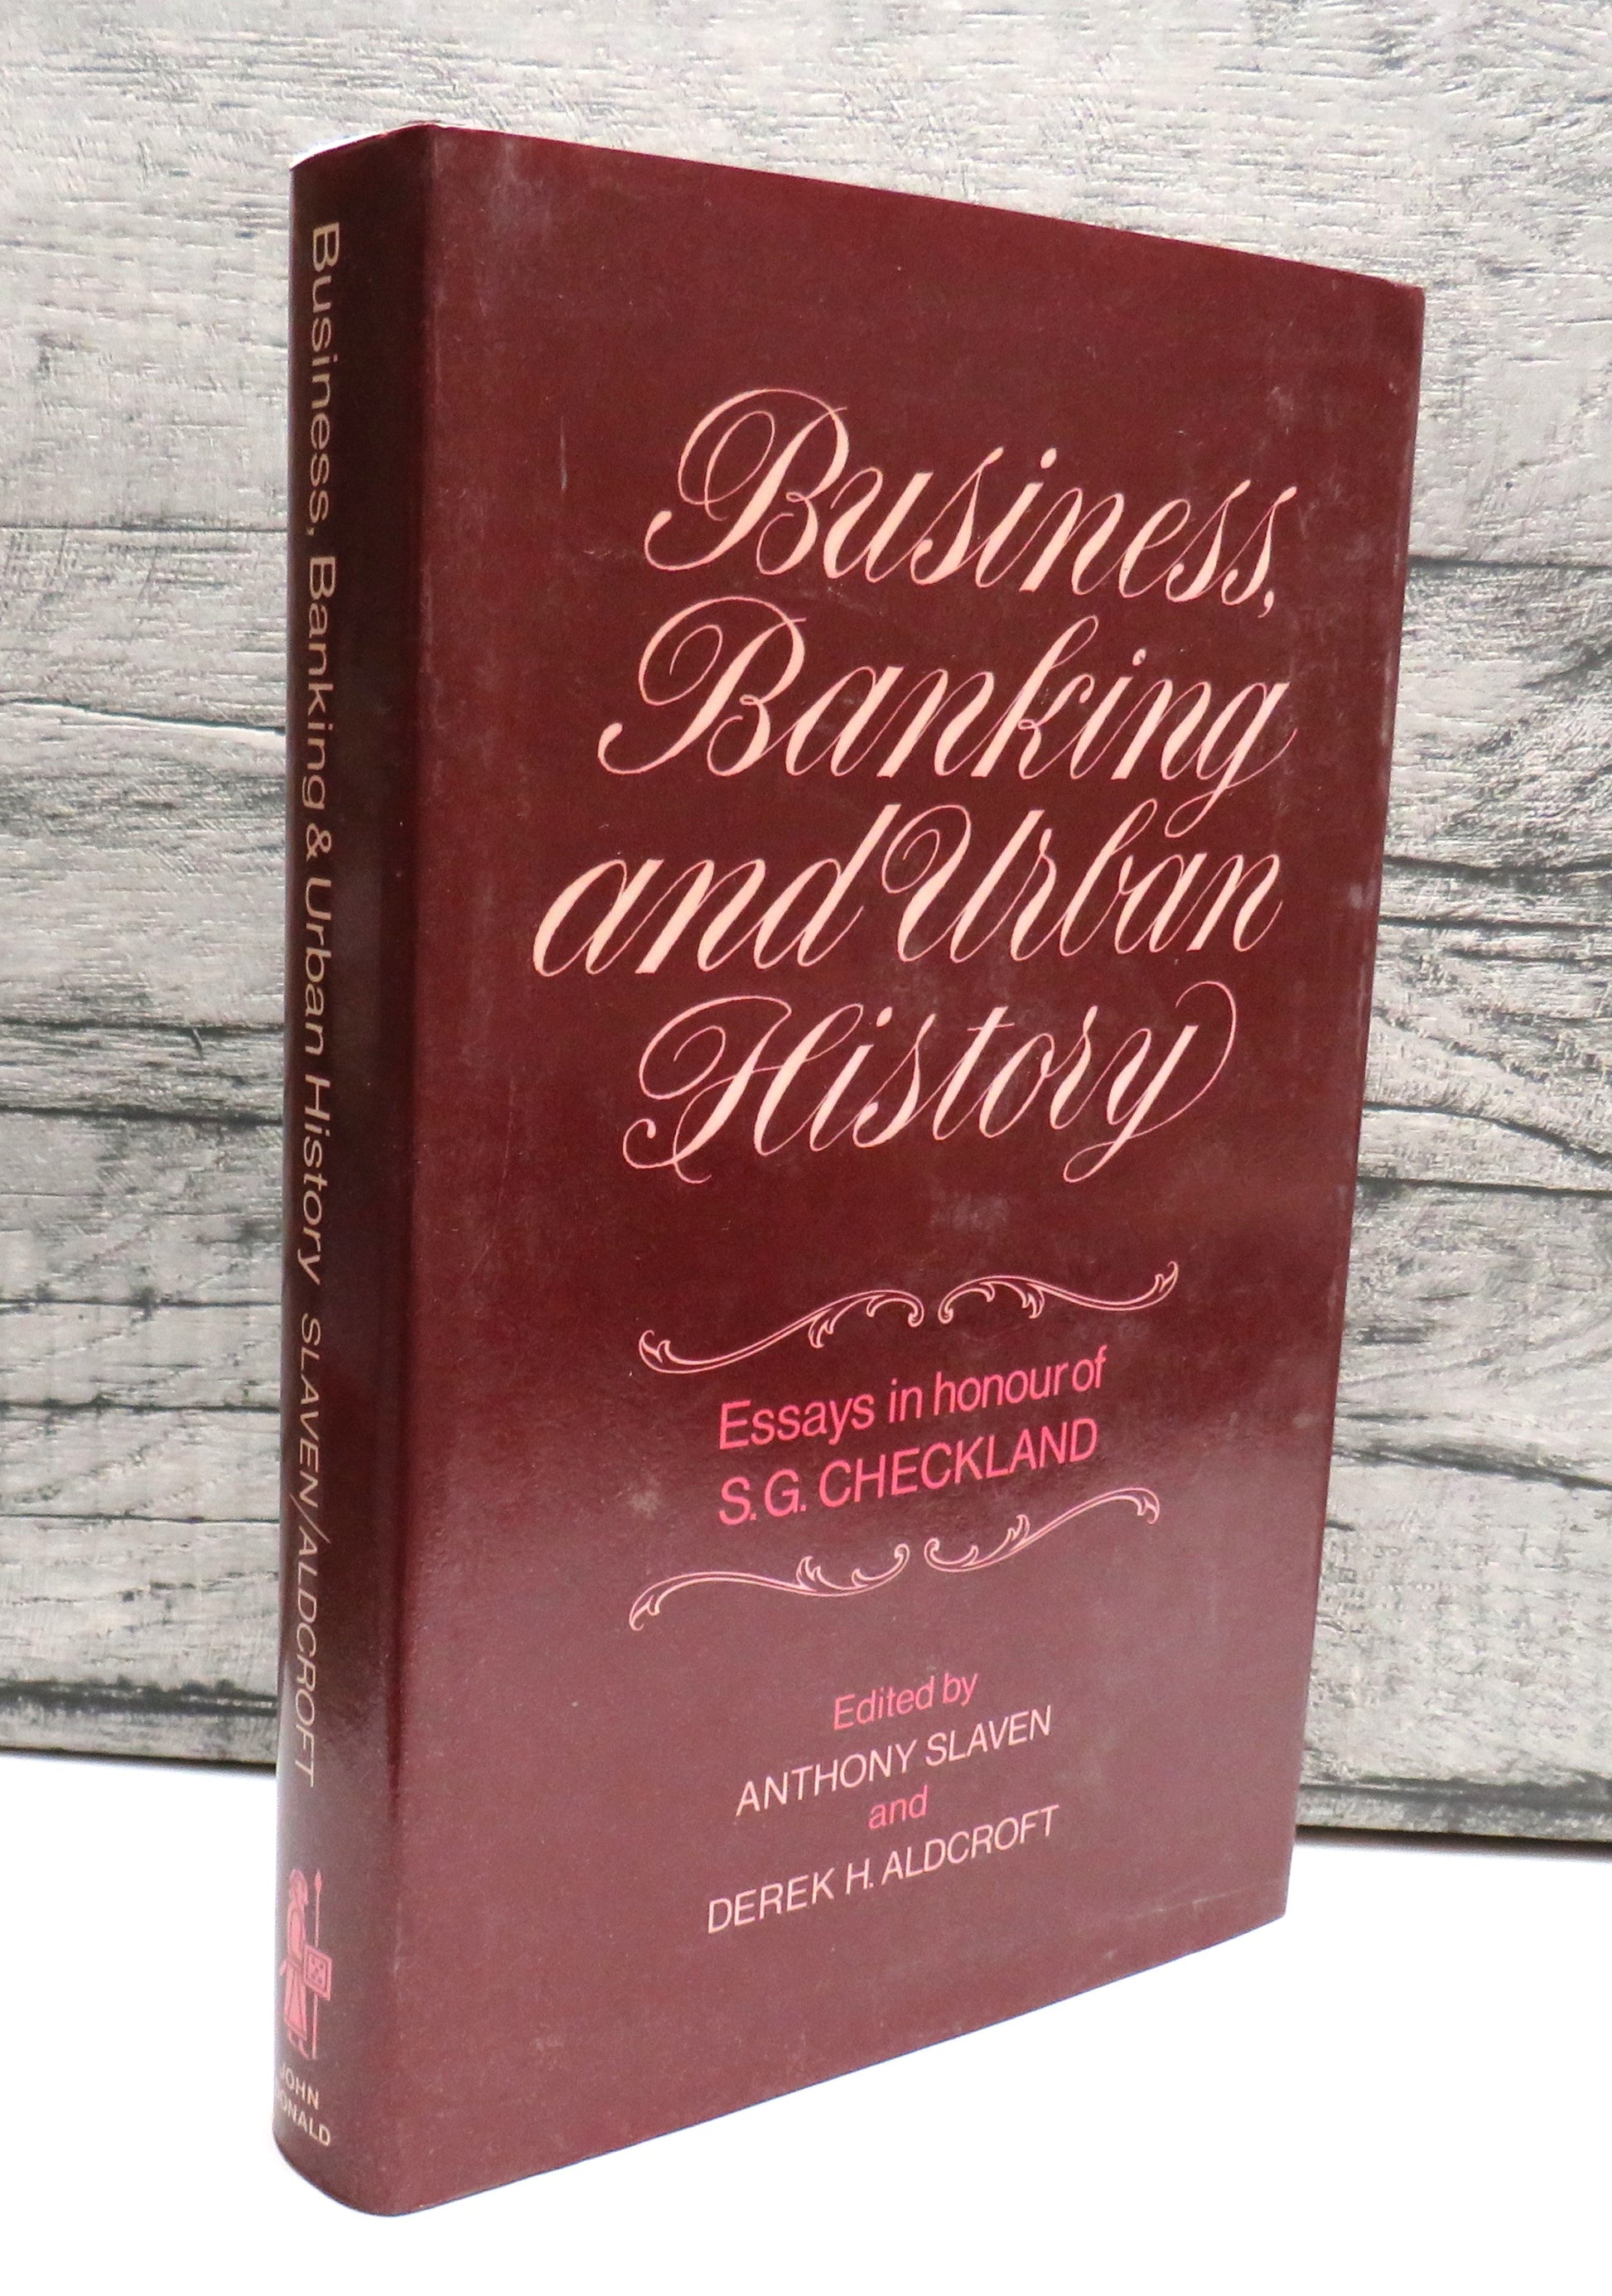 Business, Banking & Urban History SLAVEN/ALDCROFT
JOHN
DONALD
Business,
Banking
and Urban
History
Essays in honour of
S.G. CHECKLAND
Edited by
ANTHONY SLAVEN
and
DEREK H. ALDCROFT